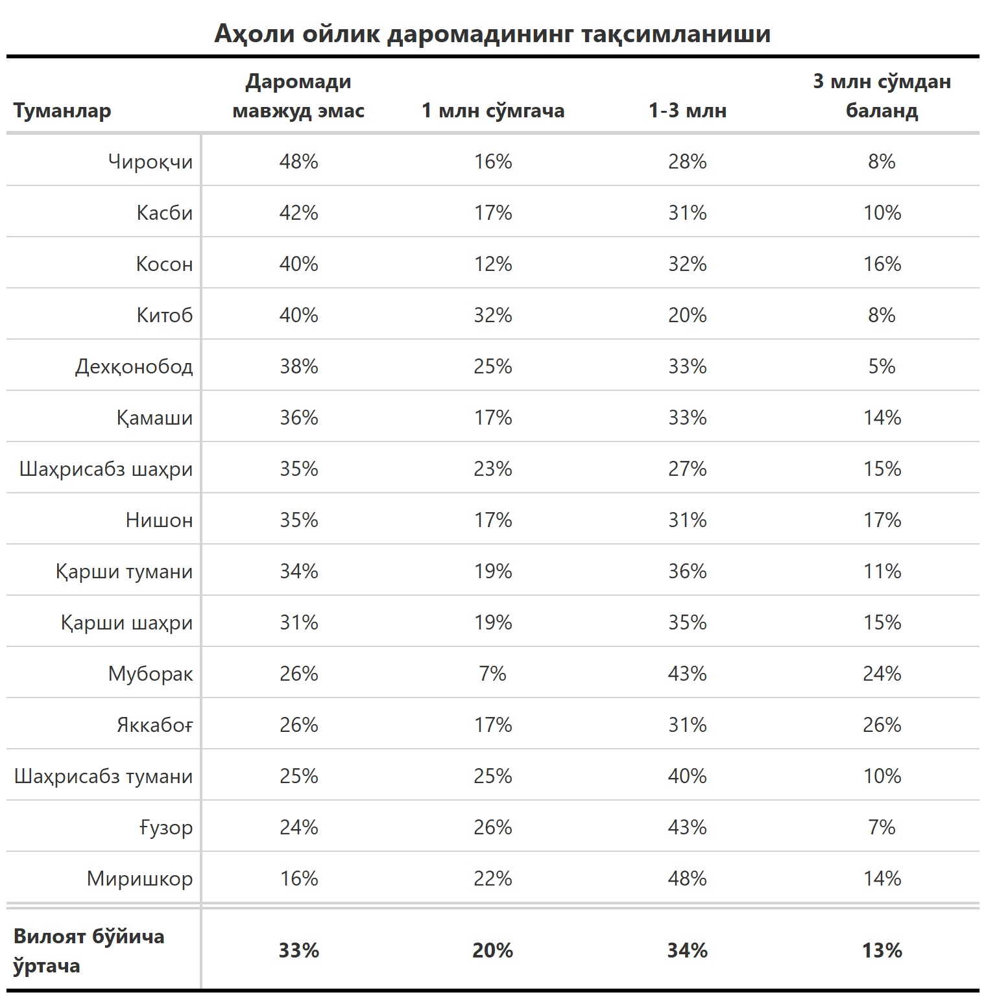 Аҳоли ойлик даромадининг тақсимланиши
Даромади
мавжуд эмас
3 млн сўмдан
баланд
Туманлар 1 млн сўмгача 1-3 млн
Чироқчи 48% 16% 28% 8%
Касби 42% 17% 31% 10%
Косон 40% 12% 32% 16%
Китоб 40% 32% 20% 8%
Дехқонобод 38% 25% 33% 5%
Қамаши 36% 17% 33% 14%
Шаҳрисабз шаҳри 35% 23% 27% 15%
Нишон 35% 17% 31% 17%
Қарши тумани 34% 19% 36% 11%
Қарши шаҳри 31% 19% 35% 15%
Муборак 26% 7% 43% 24%
Яккабоғ 26% 17% 31% 26%
Шаҳрисабз тумани 25% 25% 40% 10%
Ғузор 24% 26% 43% 7%
Миришкор 16% 22% 48% 14%
Вилоят бўйича
ўртача
33% 20% 34% 13%